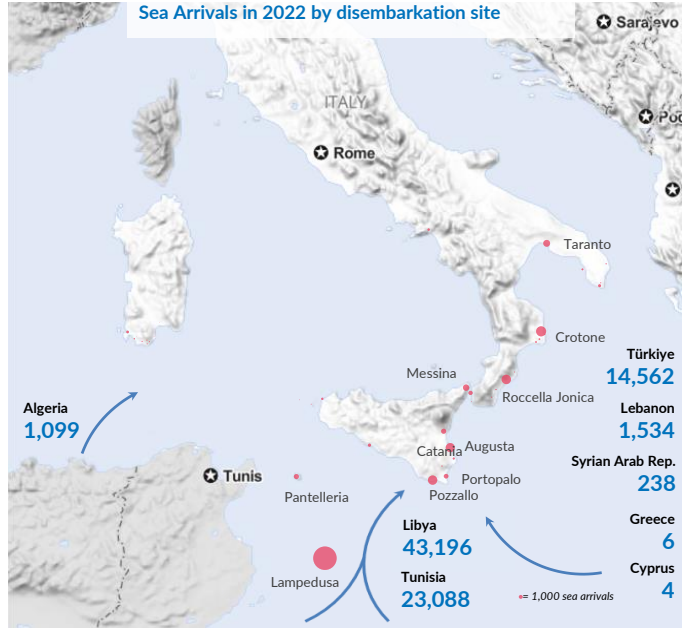 Sea Arrivals in 2022 by disembarkation site
Sarajevo
ITALY
Rome
Taranto
Crotone
Türkiye
14,562
Messina
Roccella Jonica
Algeria
1,099
Lebanon
1,534
Catania
Augusta
Syrian Arab Rep.
238
Tunis
Pantelleria
Portopalo
Pozzallo
Libya
43,196
Greece
6
Lampedusa
Tunisia
23,088
Cyprus
4
= 1,000 sea arrivals